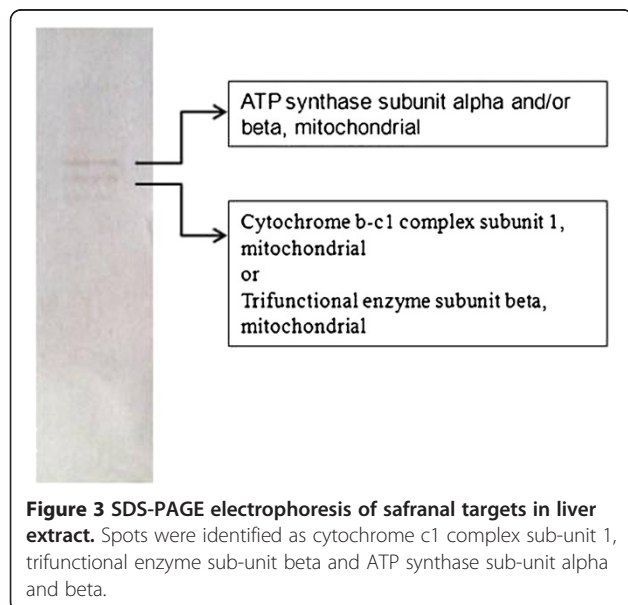 ATP synthase subunit alpha and/or
beta, mitochondrial
Cytochrome b-c1 complex subunit 1,
mitochondrial
or
Trifunctional enzyme subunit beta,
mitochondrial
Figure 3 SDS-PAGE electrophoresis of safranal targets in liver
extract. Spots were identified as cytochrome c1 complex sub-unit 1,
trifunctional enzyme sub-unit beta and ATP synthase sub-unit alpha
and beta.